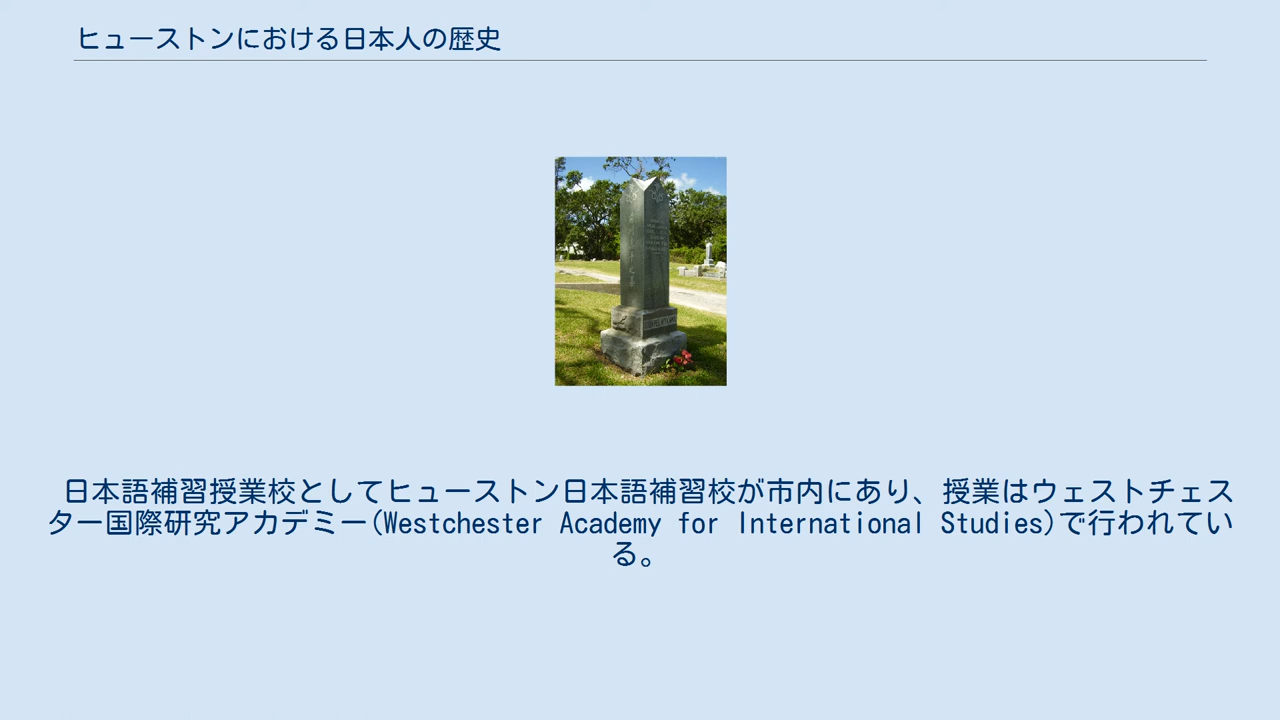 ヒューストンにおける日本人の歴史
日本語補習授業校としてヒューストン日本語補習校が市内にあり、授業はウェストチェス
ター国際研究アカデミー(Westchester Academy for International Studies)で行われてい
る。